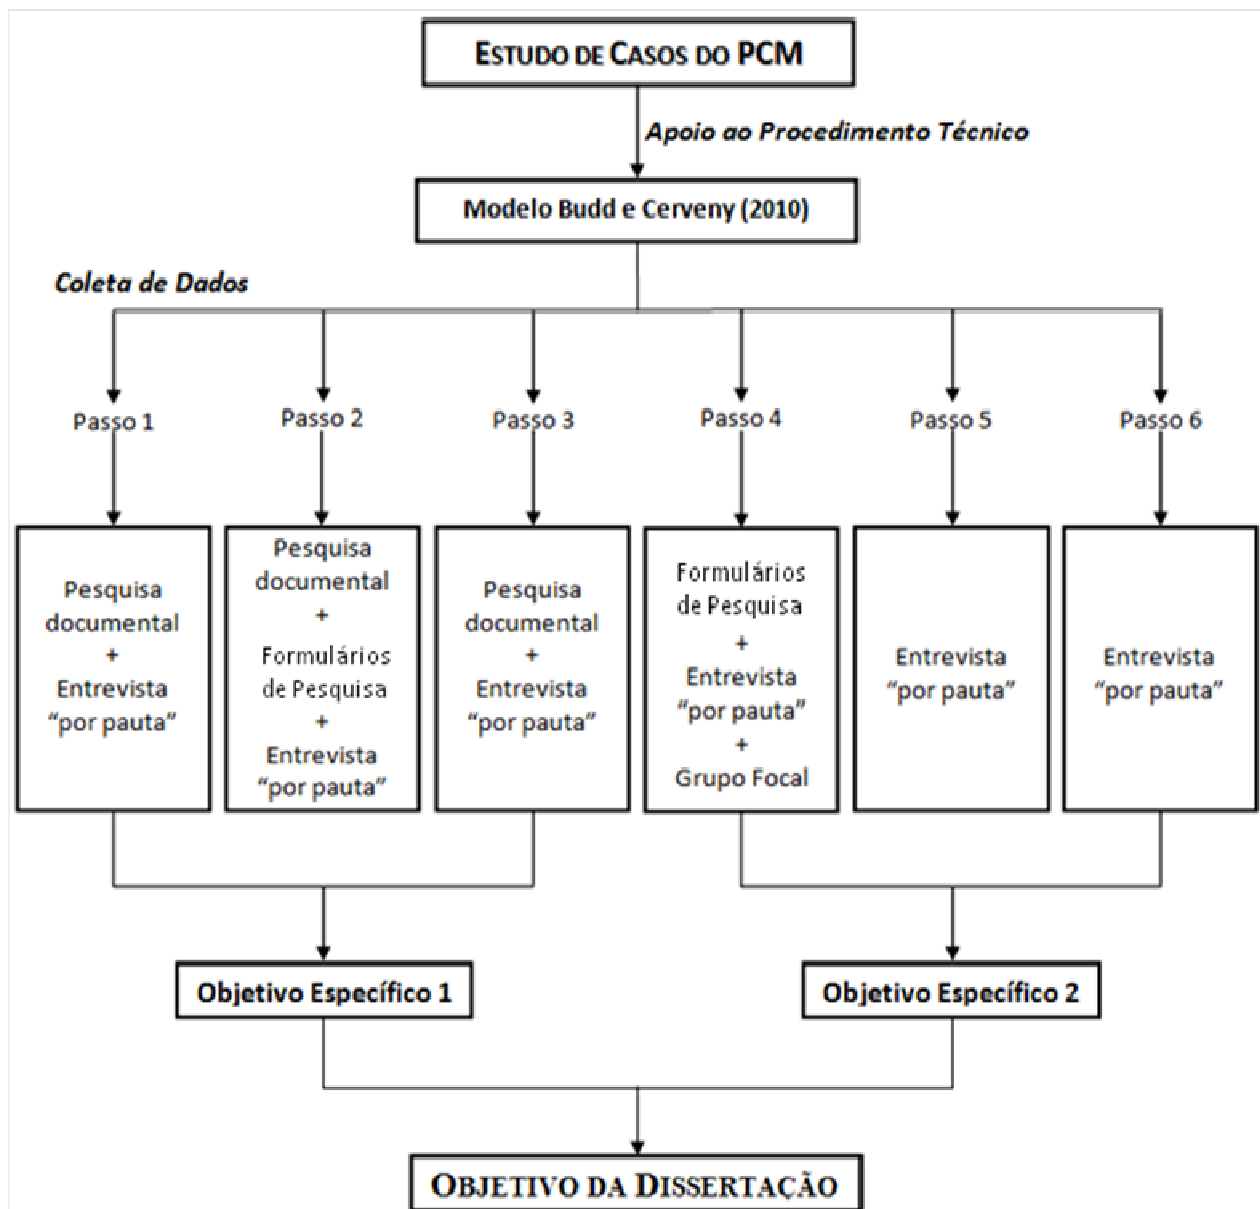 ESTUDO DE CASOS DO PCM
Apoio ao Procedimento Técnico
Modelo Budd e Cerveny (2010)
Coleta de Dados
Passo 1
Passo 2
Passo 3
Passo 4
Passo 5
Passo 6
Pesquisa
documental
+
Entrevista
“por pauta”
Pesquisa
documental
+
Formulários
de Pesquisa
+
Entrevista
“por pauta”
Pesquisa
documental
+
Entrevista
“por pauta”
Formulários
de Pesquisa
+
Entrevista
“por pauta”
+
Grupo Focal
Entrevista
“por pauta”
Entrevista
“por pauta”
Objetivo Específico 1
Objetivo Específico 2
OBJETIVO DA DISSERTAÇÃO